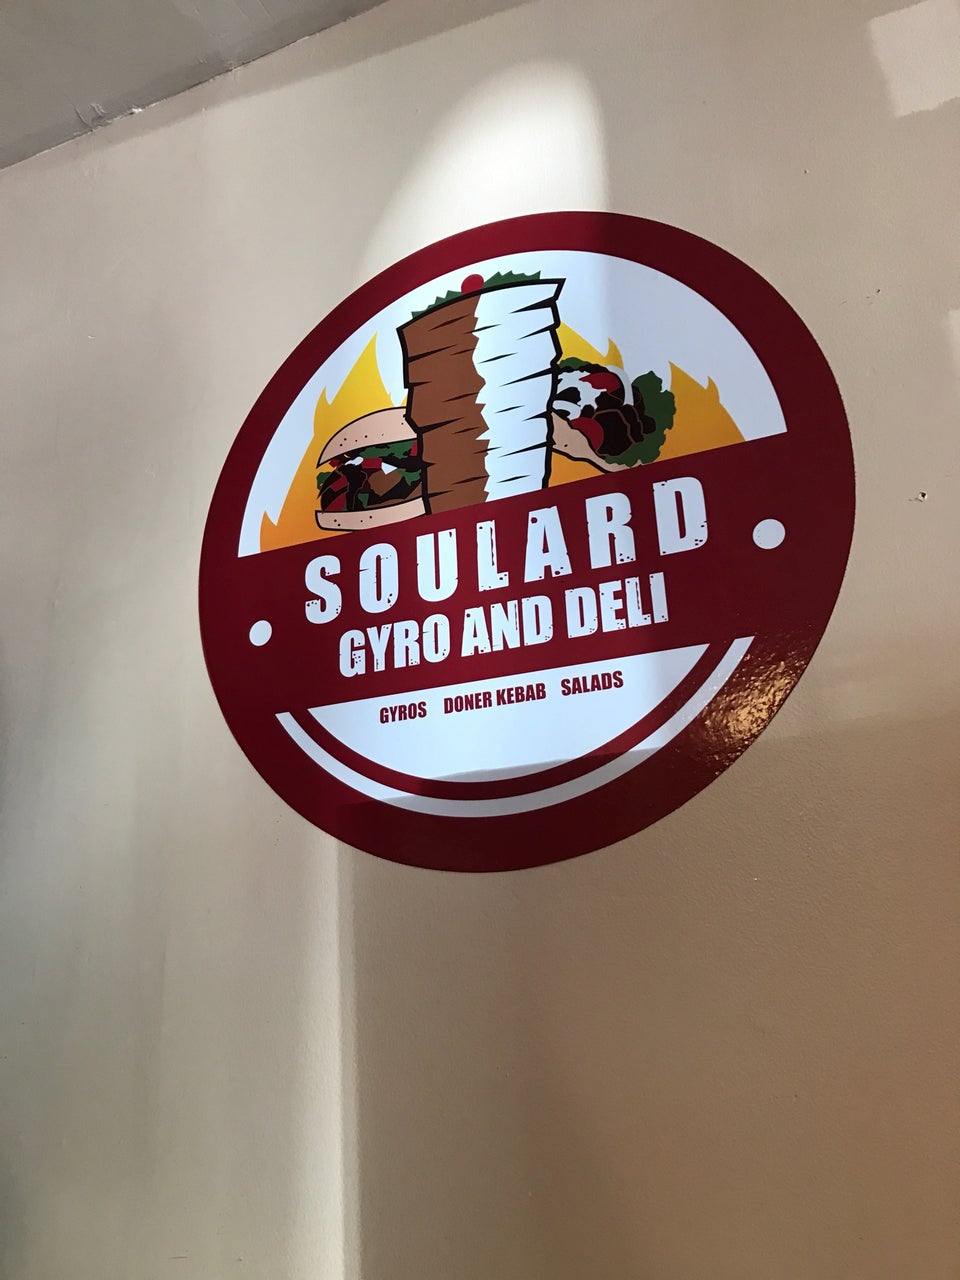 SOULARD
GYRO AND DELI
GYROS DONER KEBAB SALADS